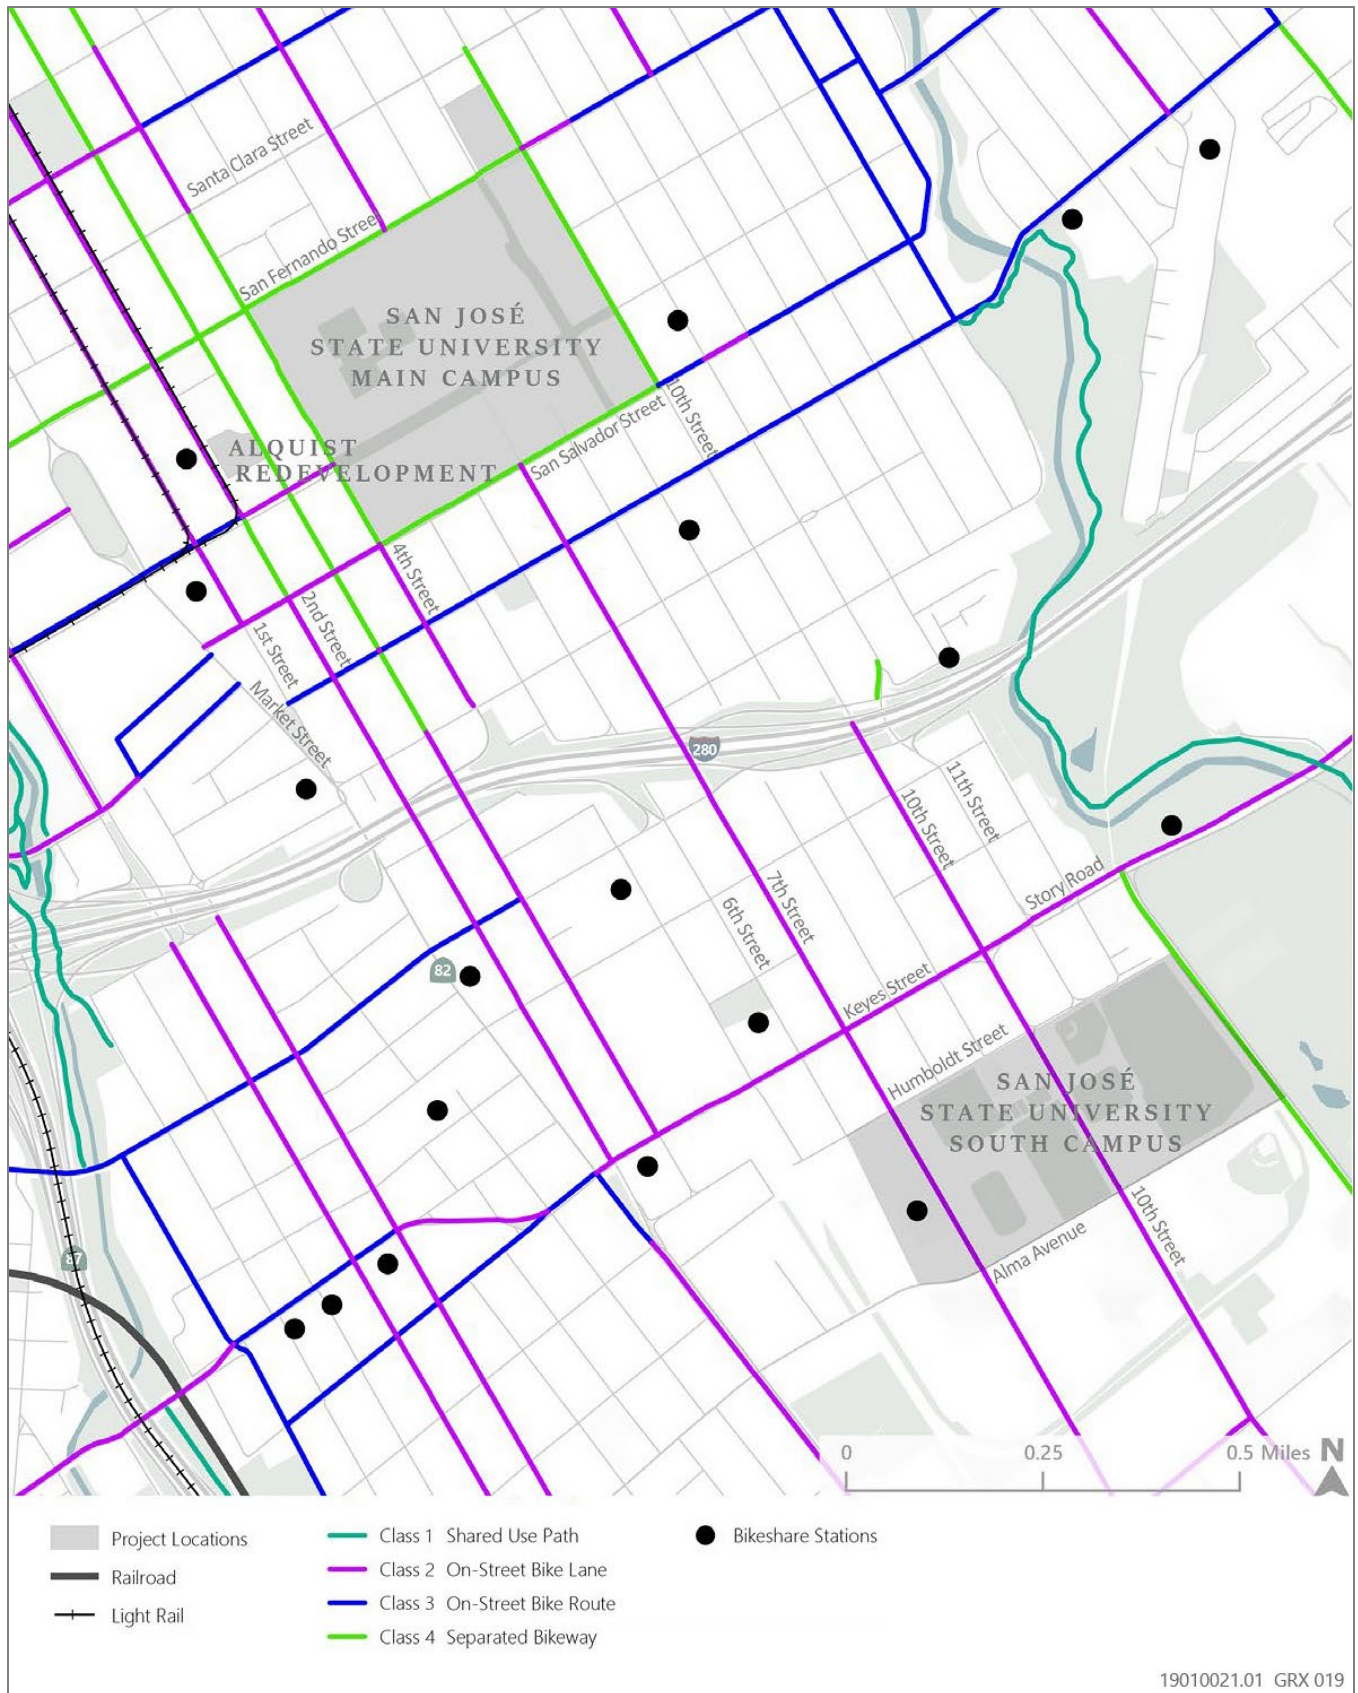 Santa Clara Street
San Fernando Street
SAN JOSÉ
STATE UNIVERSITY
MAIN CAMPUS
10th Street
San Salvador Street
ALQUIST
REDEVELOPMENT
4th Street
2nd Street
1st Street
Market Street
280
11th Street
10th Street
Story Road
7th Street
6th Street
82
Keyes Street
Humboldt Street
SAN JOSÉ
STATE UNIVERSITY
SOUTH CAMPUS
10th Street
Alma Avenue
87
0 0.25 0.5 Miles N
Project Locations
Railroad
Light Rail
Class 1 Shared Use Path
Class 2 On-Street Bike Lane
Class 3 On-Street Bike Route
Class 4 Separated Bikeway
Bikeshare Stations
19010021.01 GRX 019